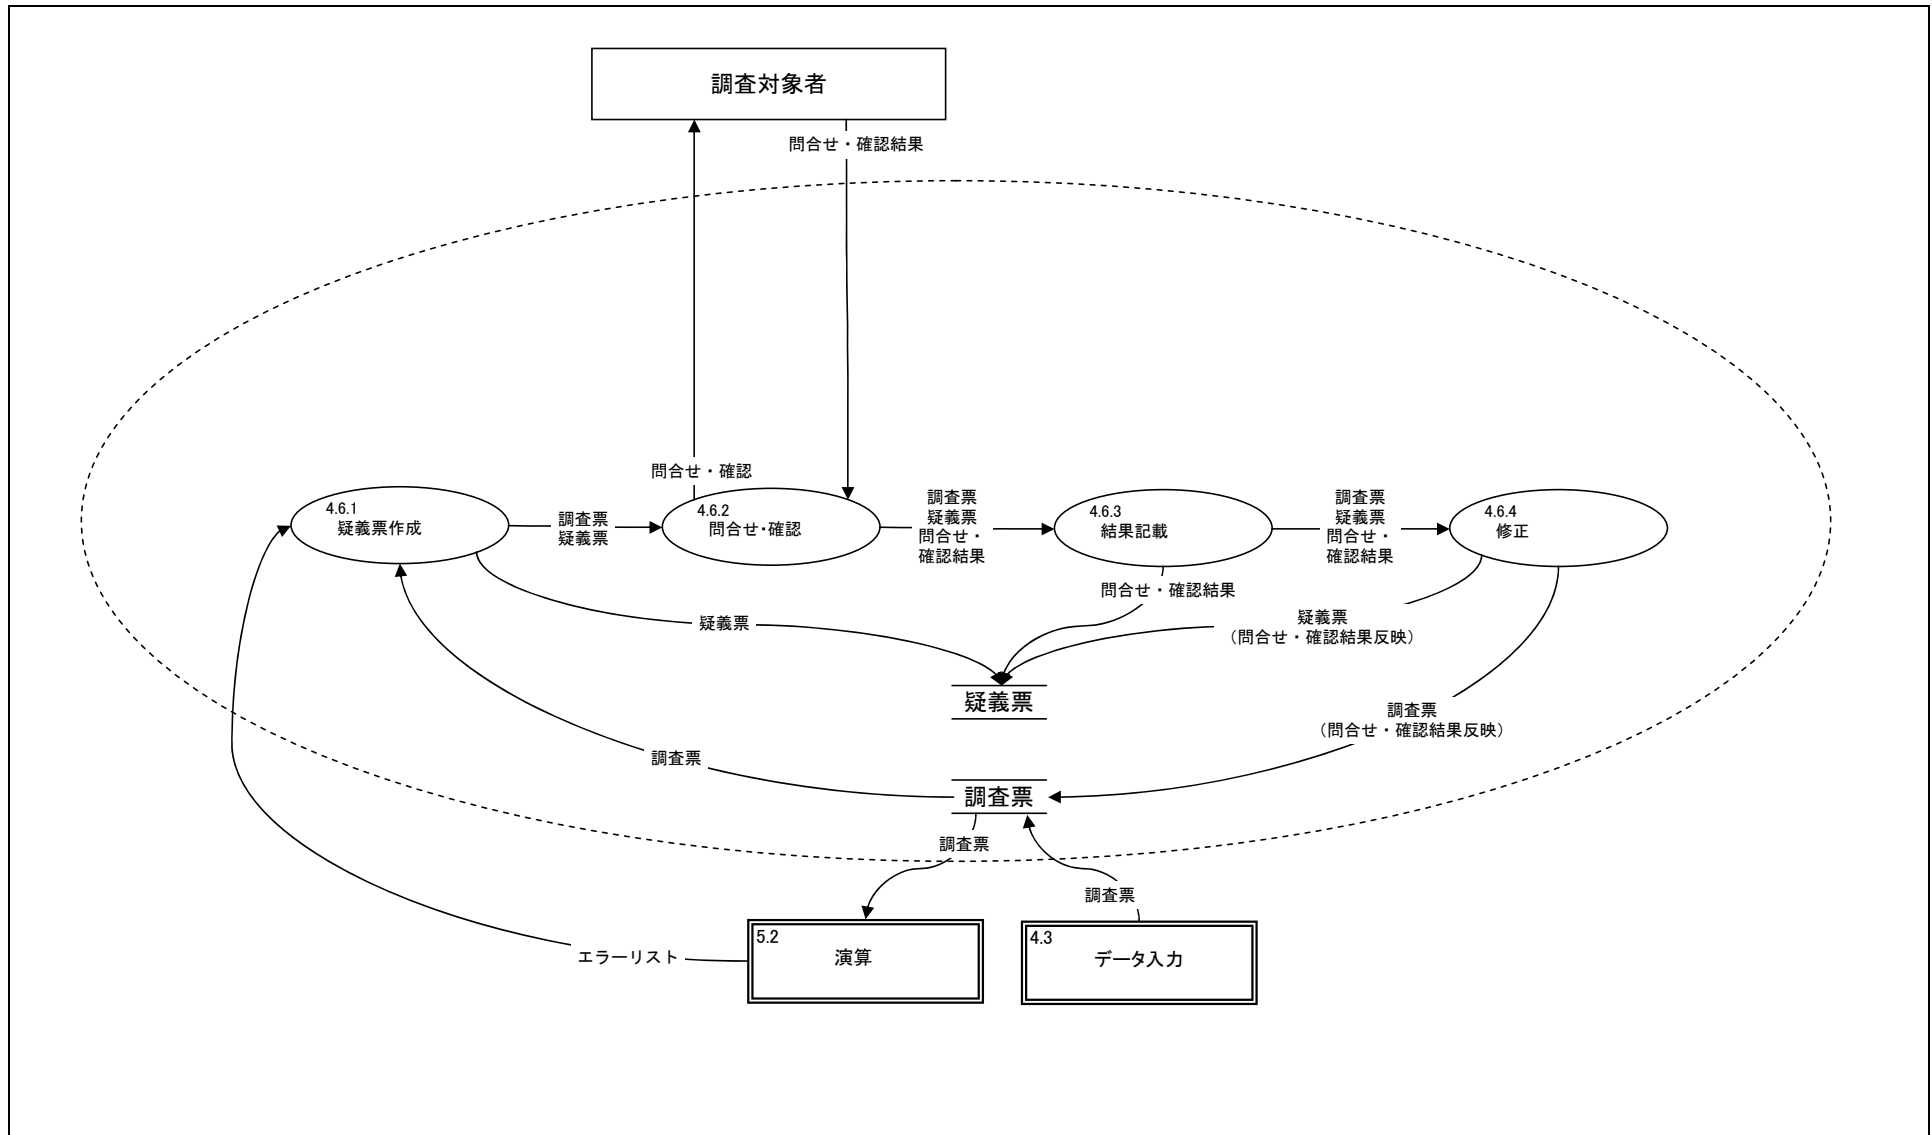 調査対象者
問合せ・確認結果
問合せ・確認
4.6.1
疑義票作成
調査票
疑義票
4.6.2
問合せ・確認
調査票
疑義票
問合せ・
確認結果
4.6.3
結果記載
調査票
疑義票
問合せ・
確認結果
4.6.4
修正
問合せ・確認結果
疑義票
疑義票
（問合せ・確認結果反映）
疑義票
調査票
（問合せ・確認結果反映）
調査票
調査票
調査票
調査票
エラーリスト
5.2
演算
4.3
データ入力